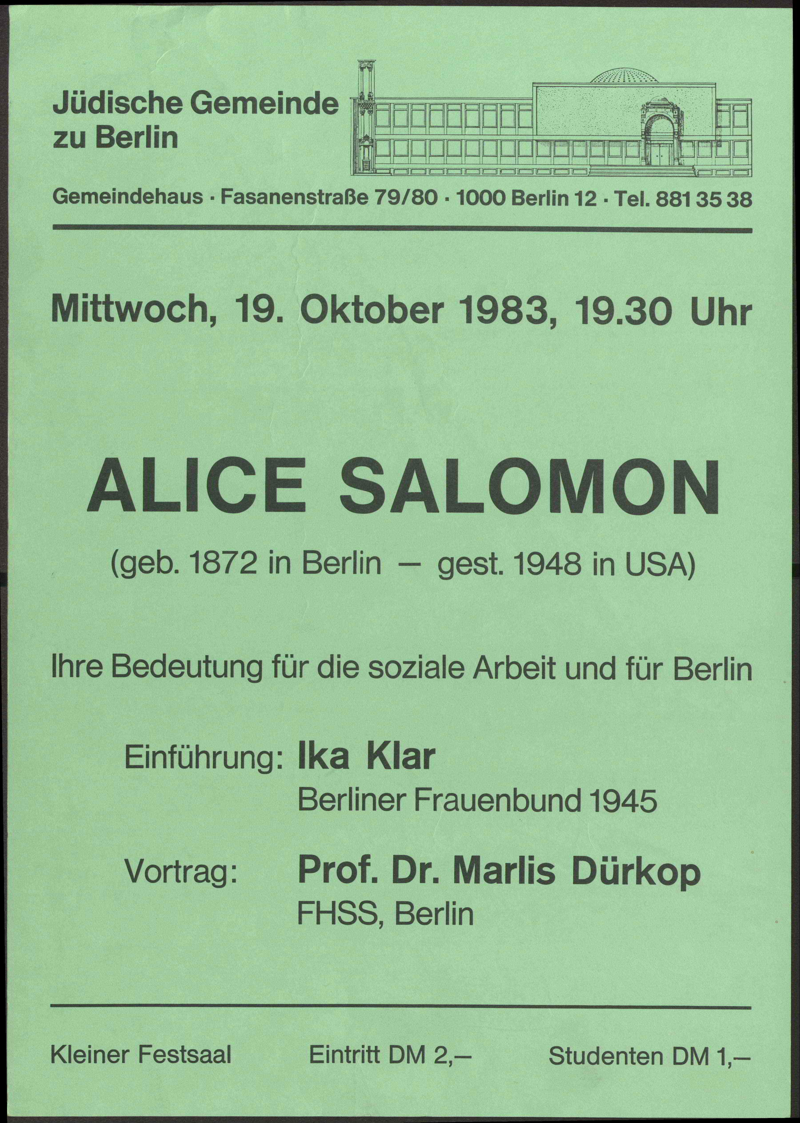 Jüdische Gemeinde
zu Berlin
Gemeindehaus · Fasanenstraße 79/80 · 1000 Berlin 12 · Tel. 881 35 38
Mittwoch, 19. Oktober 1983, 19.30 Uhr
ALICE SALOMON
(geb. 1872 in Berlin — gest. 1948 in USA)
Ihre Bedeutung für die soziale Arbeit und für Berlin
Einführung: Ika Klar
Berliner Frauenbund 1945
Vortrag: Prof. Dr. Marlis Dürkop
FHSS, Berlin
Kleiner Festsaal Eintritt DM 2,— Studenten DM 1,—